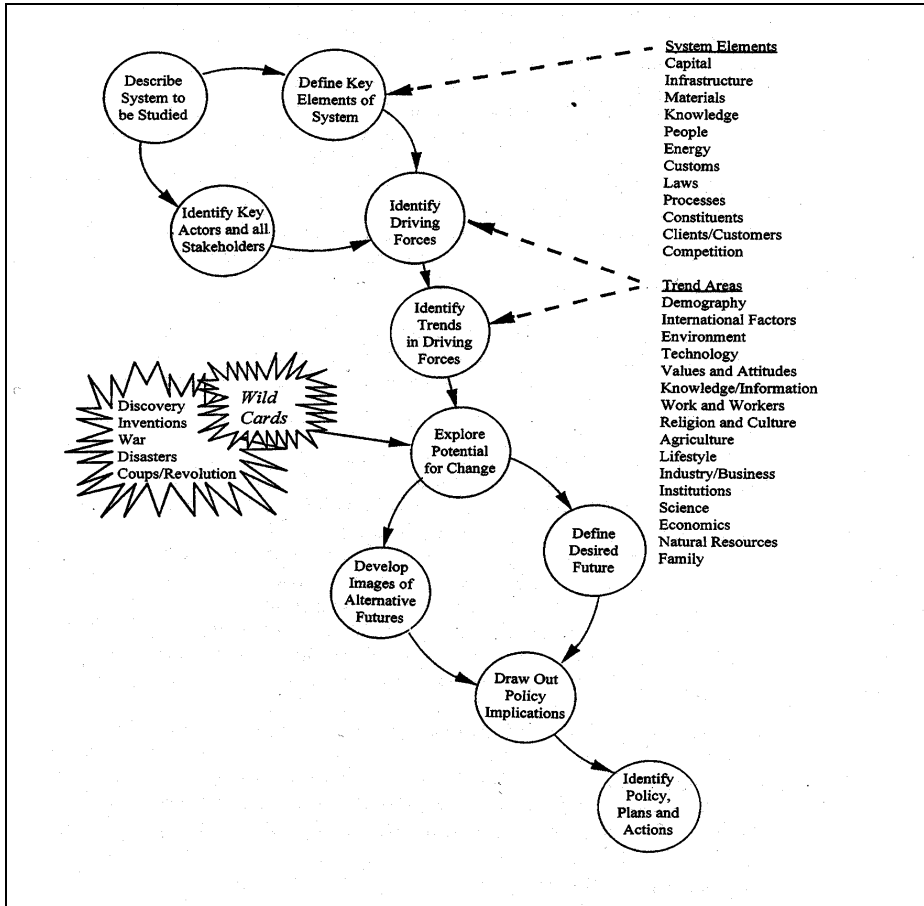 Describe
System to
be Studied
Define Key
Elements of
System
Identify Key
Actors and all
Stakeholders
Identify
Driving
Forces
Identify
Trends
in Driving
Forces
Discovery
Inventions
War
Disasters
Coups/Revolution
Wild
Cards
Explore
Potential
for Change
Develop
Images of
Alternative
Futures
Define
Desired
Future
Draw Out
Policy
Implications
Identify
Policy,
Plans and
Actions
System Elements
Capital
Infrastructure
Materials
Knowledge
People
Energy
Customs
Laws
Processes
Constituents
Clients/Customers
Competition
Trend Areas
Demography
International Factors
Environment
Technology
Values and Attitudes
Knowledge/Information
Work and Workers
Religion and Culture
Agriculture
Lifestyle
Industry/Business
Institutions
Science
Economics
Natural Resources
Family